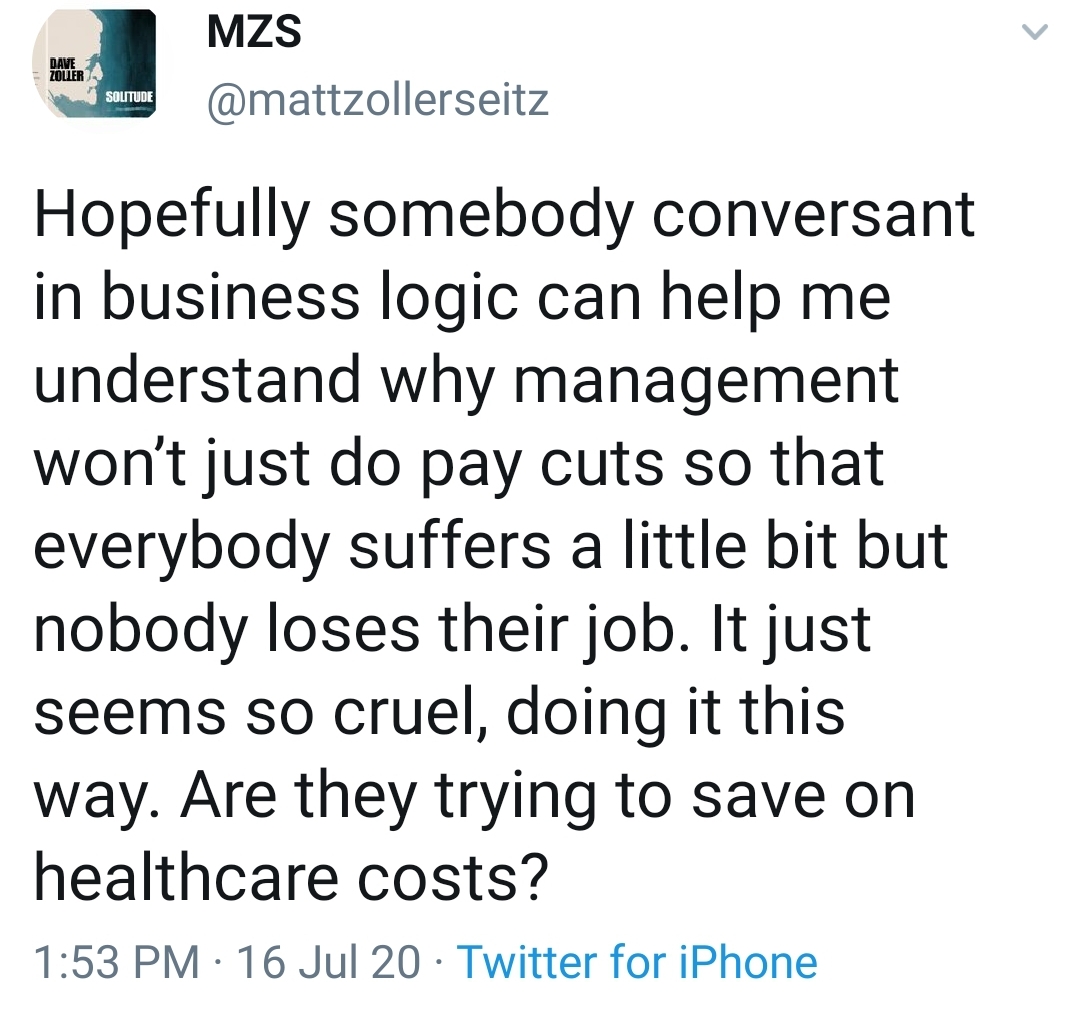 DAVE
ZOLLER
SOLITUDE
MZS
@mattzollerseitz
Hopefully somebody conversant
in business logic can help me
understand why management
won’t just do pay cuts so that
everybody suffers a little bit but
nobody loses their job. It just
seems so cruel, doing it this
way. Are they trying to save on
healthcare costs?
1:53 PM · 16 Jul 20 · Twitter for iPhone